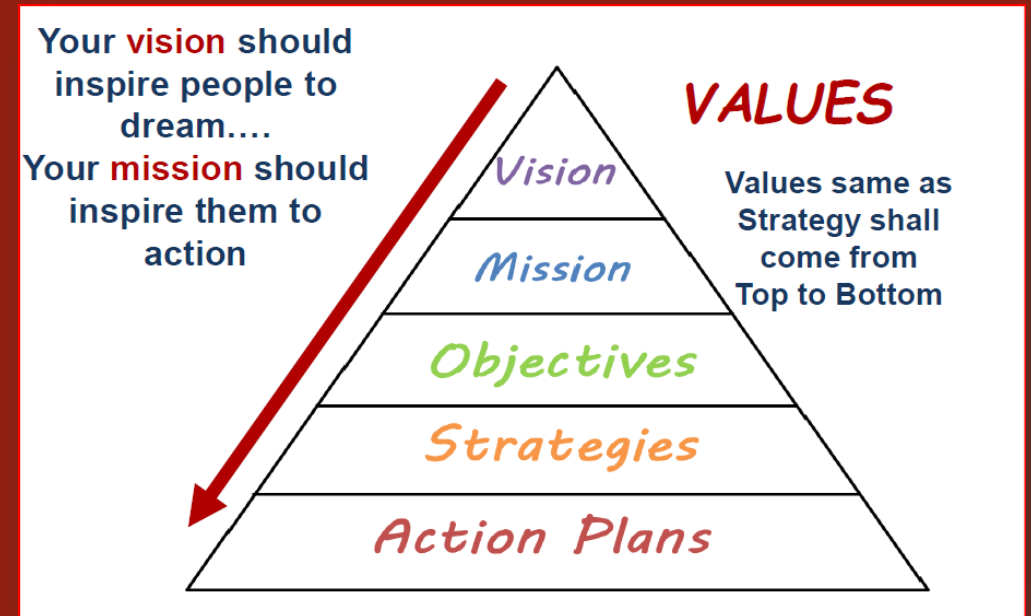 Your vision should
inspire people to
dream….
Your mission should
inspire them to
action
VALUES
Values same as
Strategy shall
come from
Top to Bottom
Vision
Mission
Objectives
Strategies
Action Plans